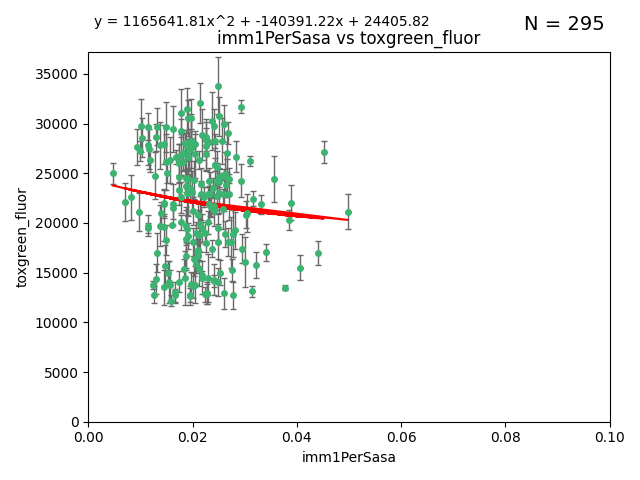 y = 1165641.81x^2 + -140391.22x + 24405.82
N = 295
imm1PerSasa vs toxgreen_fluor
35000
30000
25000
20000
15000
10000
5000
0
toxgreen_fluor
0.00 0.02 0.04 0.06 0.08 0.10
imm1PerSasa